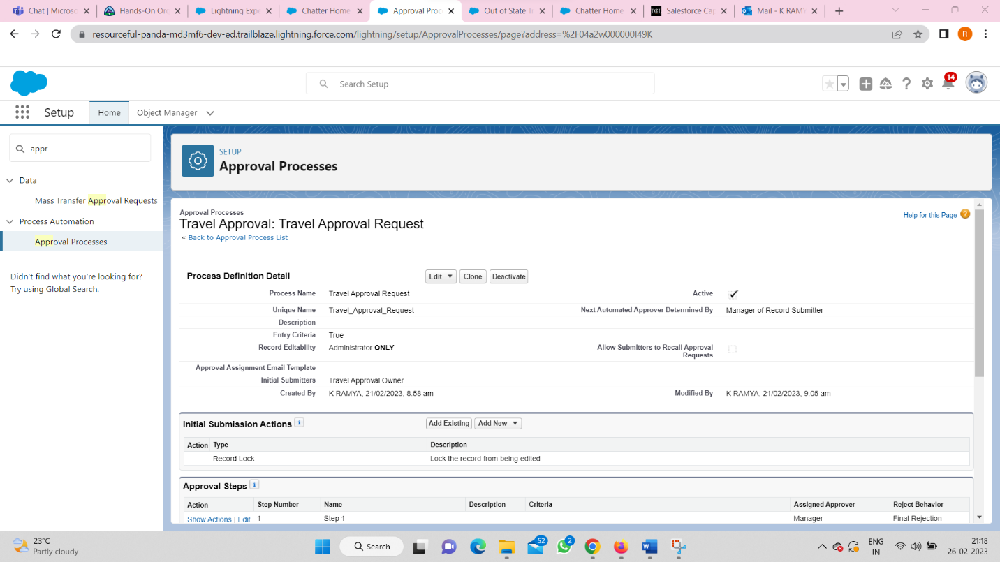 Chat | Microso
Hands-On Org
Lightning Expe
Chatter Home
Approval Proc
Out of State Tr
Chatter Home
D2L
Salesforce Cap
Mail - K RAMY
resourceful-panda-md3mf6-dev-ed.trailblaze.lightning.force.com/lightning/setup/ApprovalProcesses/page?address=%2F04a2w000000I49K
R
Search Setup
14
Setup
Home
Object Manager
appr
Data
Mass Transfer Approval Requests
Process Automation
Approval Processes
Didn't find what you're looking for?
Try using Global Search.
SETUP
Approval Processes
Approval Processes
Travel Approval: Travel Approval Request
« Back to Approval Process List
Help for this Page ?
Process Definition Detail
Edit Clone Deactivate
Process Name Travel Approval Request Active
Unique Name Travel_Approval_Request Next Automated Approver Determined By Manager of Record Submitter
Description
Entry Criteria True
Record Editability Administrator ONLY Allow Submitters to Recall Approval
Requests
Approval Assignment Email Template
Initial Submitters Travel Approval Owner
Created By K RAMYA, 21/02/2023, 8:58 am Modified By K RAMYA, 21/02/2023, 9:05 am
Initial Submission Actions i Add Existing Add New
Action Type Description
Record Lock Lock the record from being edited
Approval Steps i
Action Step Number Name Description Criteria Assigned Approver Reject Behavior
Show Actions | Edit 1 Step 1 Manager Final Rejection
23°C
Partly cloudy
Search
52
2
ENG
IN
21:18
26-02-2023